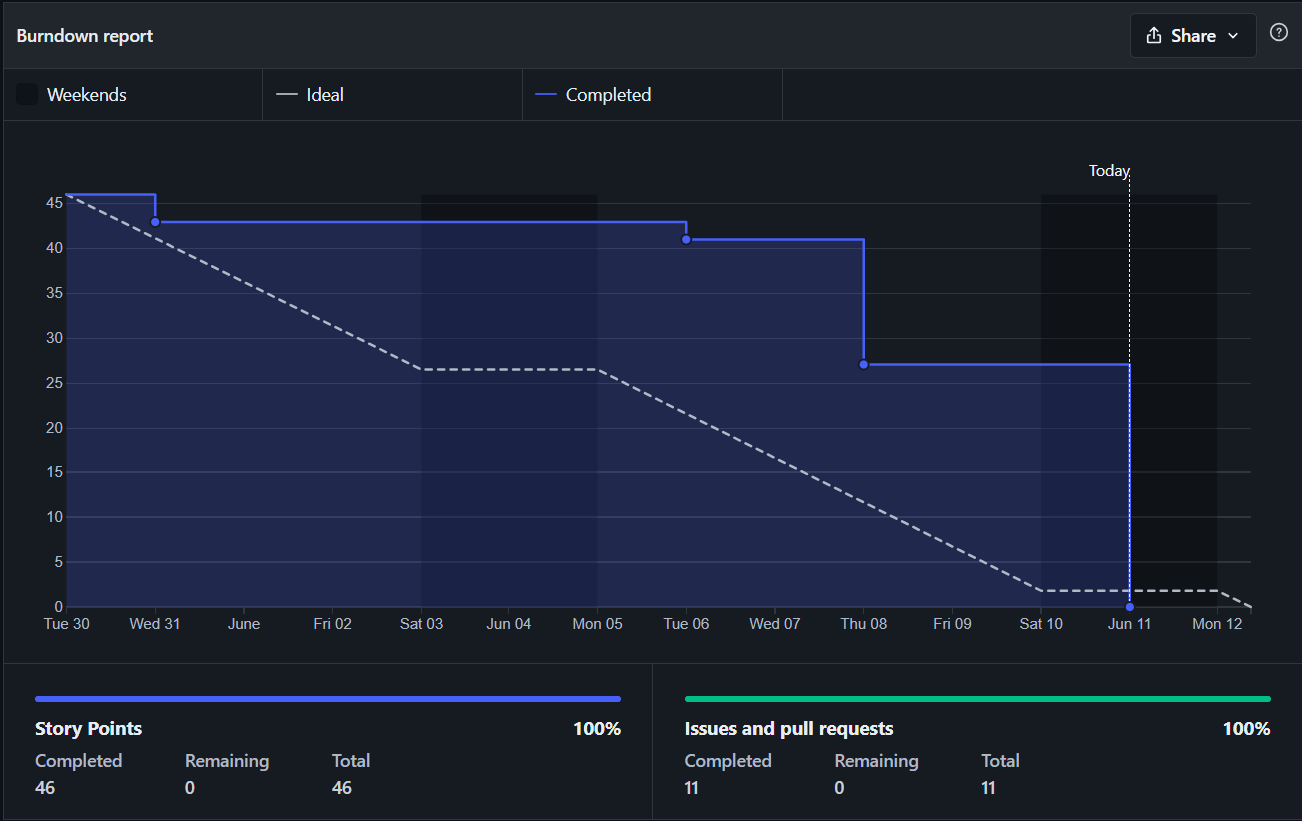 Burndown report
Share
Weekends
Ideal
Completed
Today
45
40
35
30
25
20
15
10
5
0
Tue 30 Wed 31 June Fri 02 Sat 03 Jun 04 Mon 05 Tue 06 Wed 07 Thu 08 Fri 09 Sat 10 Jun 11 Mon 12
Story Points 100%
Completed Remaining Total
46 0 46
Issues and pull requests 100%
Completed Remaining Total
11 0 11